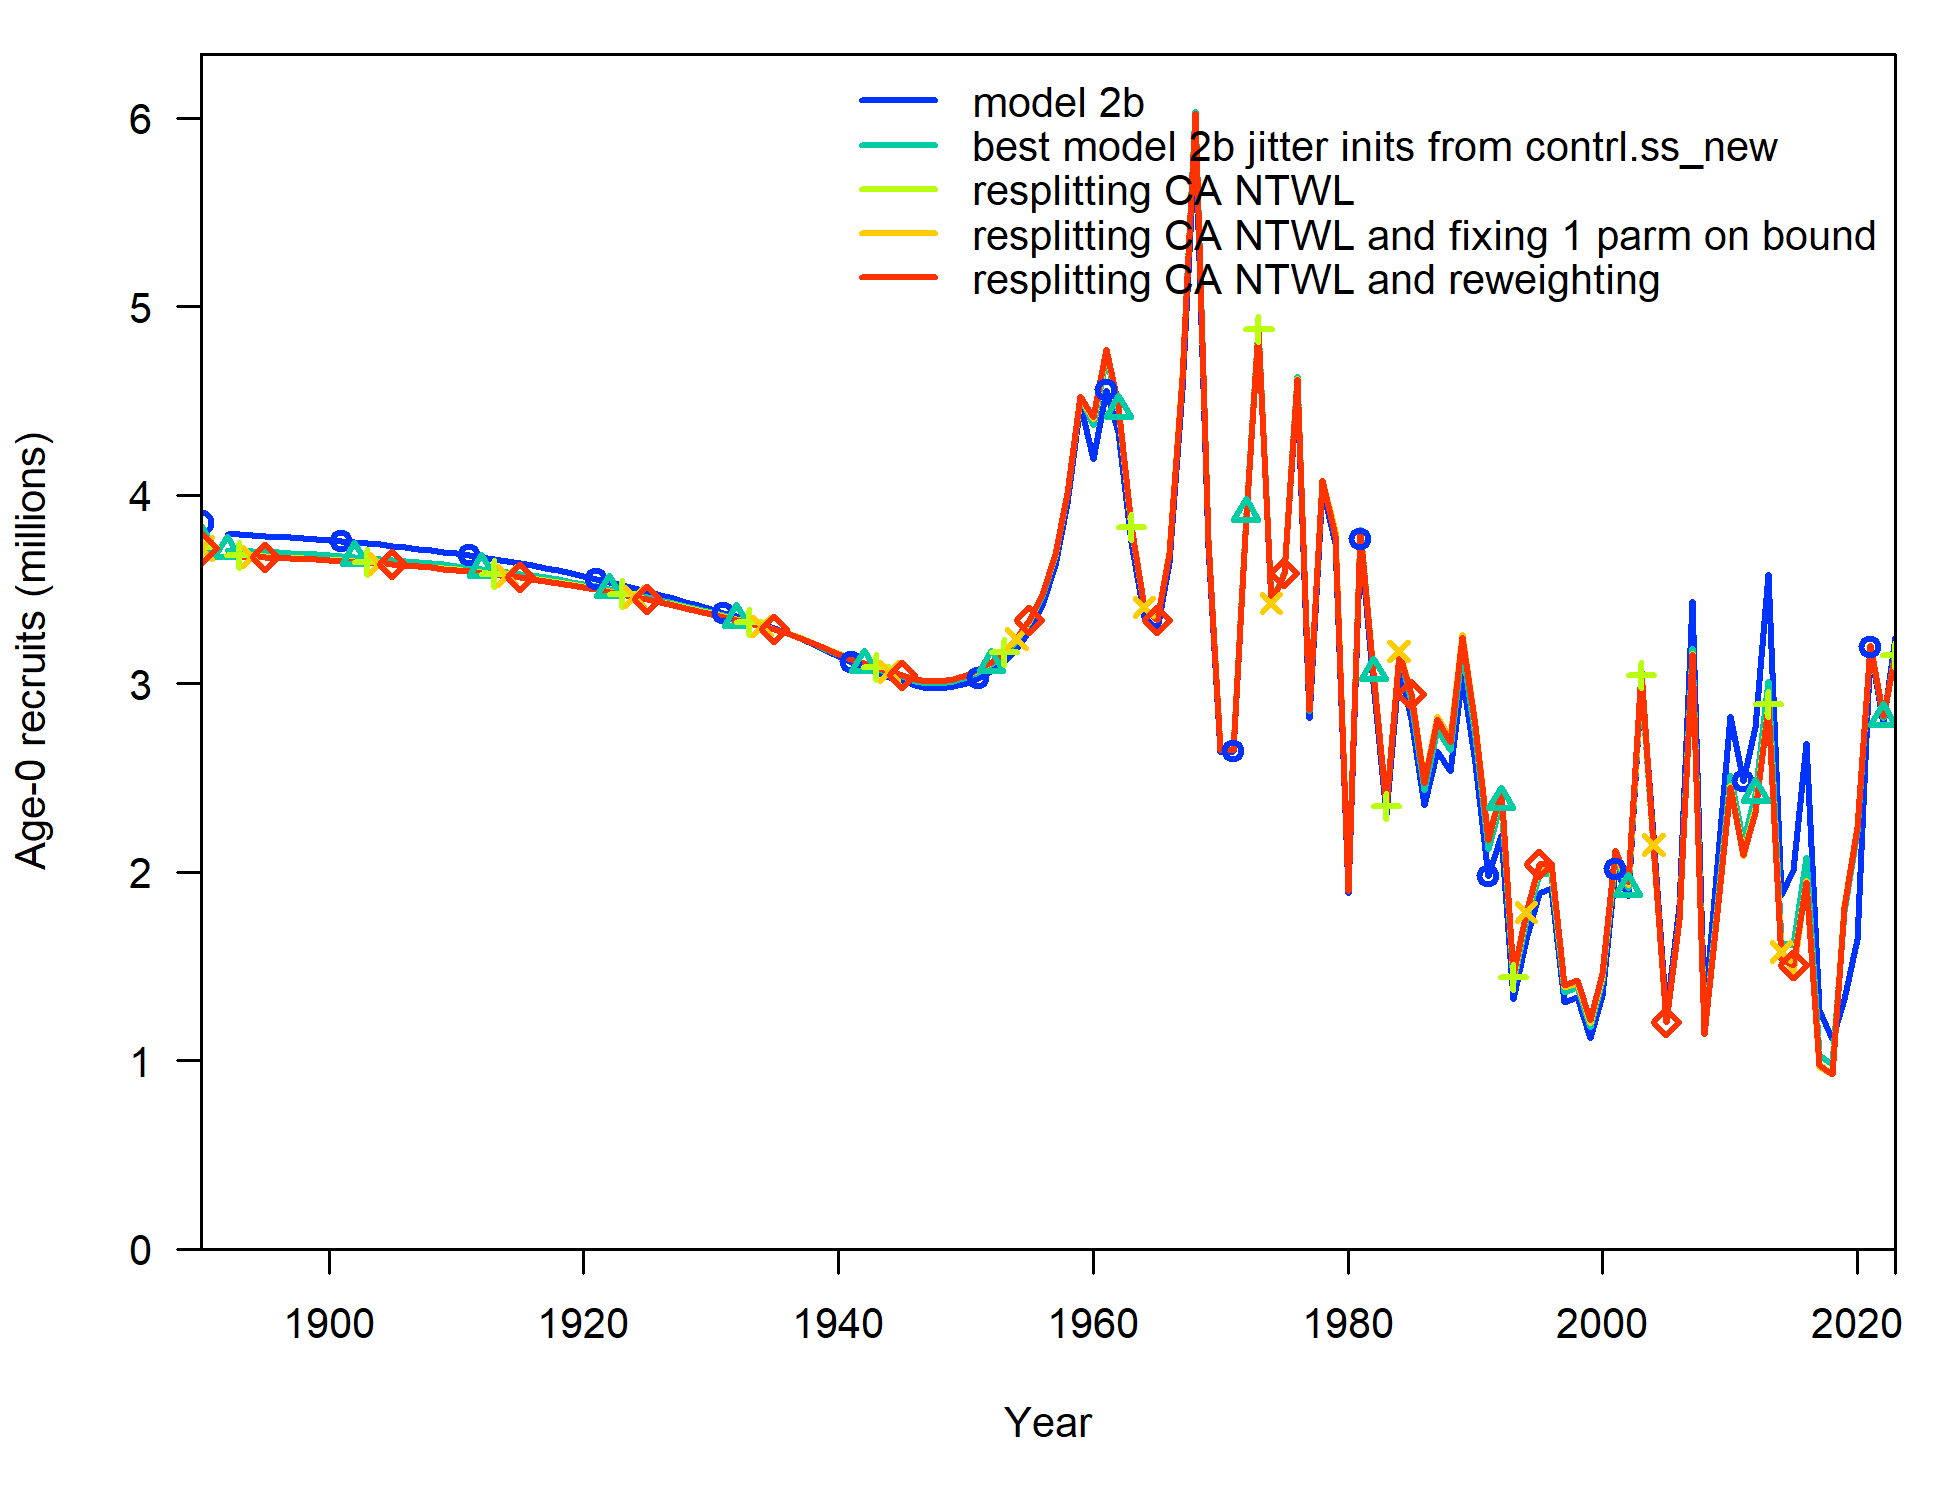 model 2b
best model 2b jitter inits from contrl.ss_new
resplitting CA NTWL
resplitting CA NTWL and fixing 1 parm on bound
resplitting CA NTWL and reweighting
Age-0 recruits (millions)
6
5
4
3
2
1
0
1900 1920 1940 1960 1980 2000 2020
Year